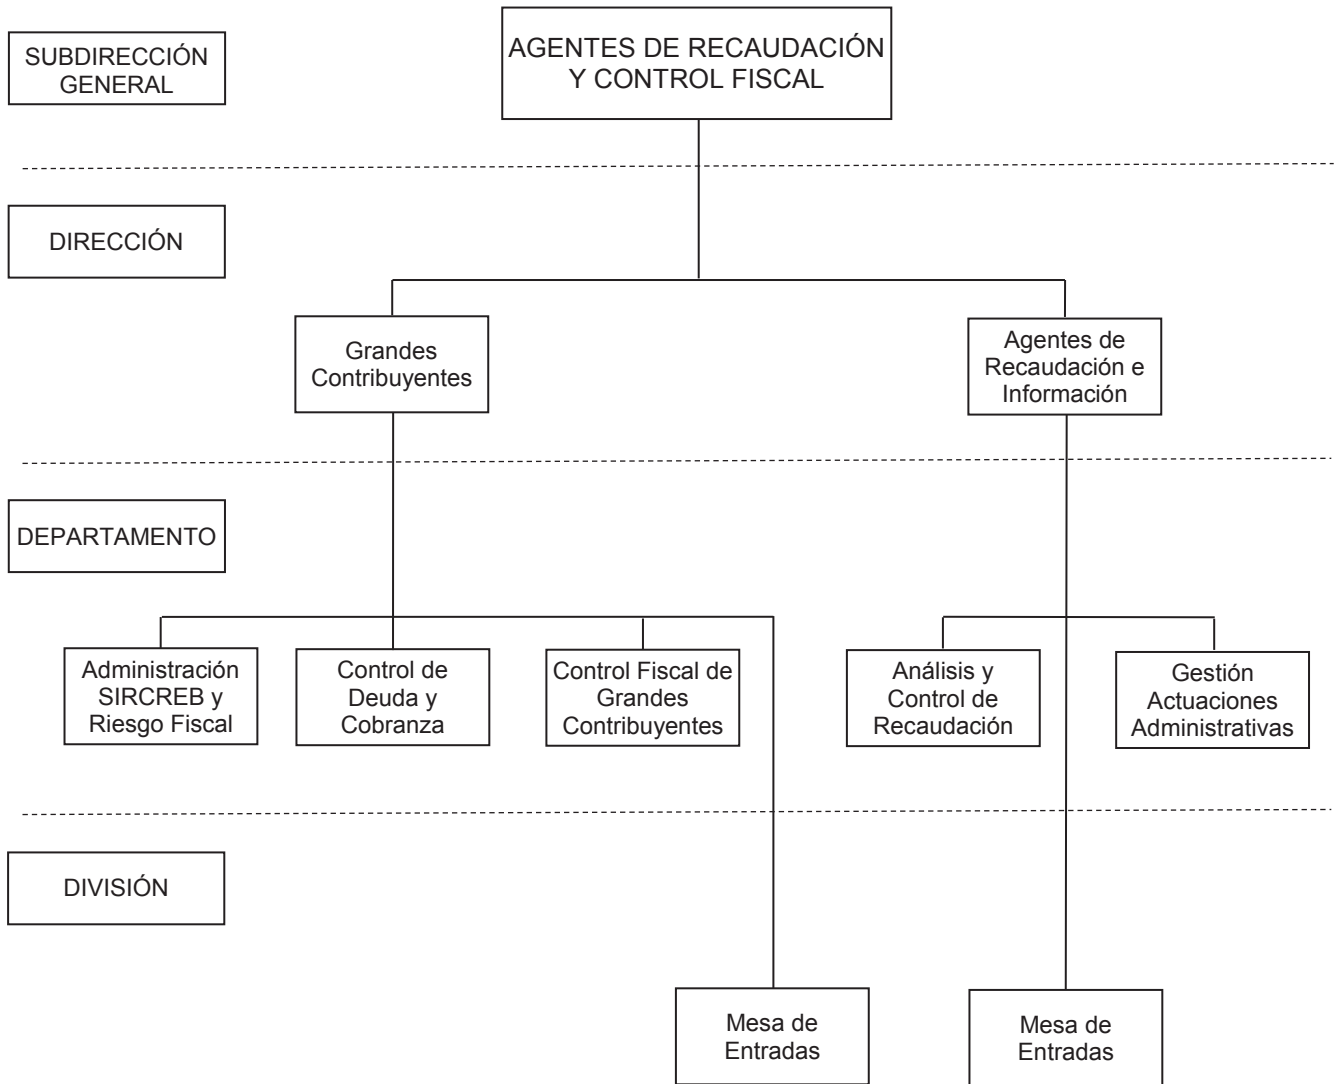 SUBDIRECCIÓN
GENERAL
AGENTES DE RECAUDACIÓN
Y CONTROL FISCAL
DIRECCIÓN
Grandes
Contribuyentes
Agentes de
Recaudación e
Información
DEPARTAMENTO
Administración
SIRCREB y
Riesgo Fiscal
Control de
Deuda y
Cobranza
Control Fiscal de
Grandes
Contribuyentes
Análisis y
Control de
Recaudación
Gestión
Actuaciones
Administrativas
DIVISIÓN
Mesa de
Entradas
Mesa de
Entradas